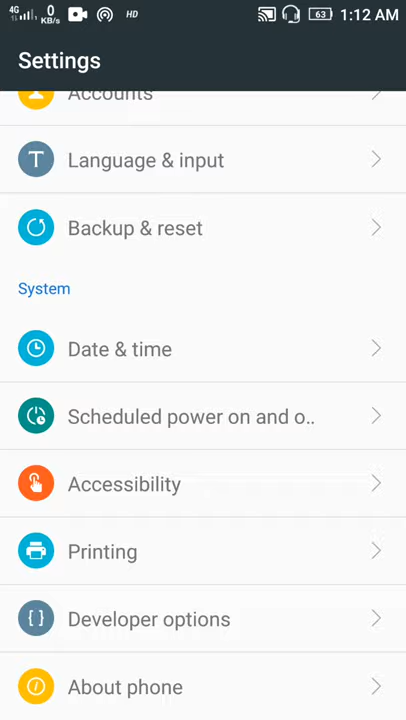 4G 0 KB/s HD 63 1:12 AM
Settings
Accounts
T Language & input
Backup & reset
System
Date & time
Scheduled power on and o..
Accessibility
Printing
{ } Developer options
About phone